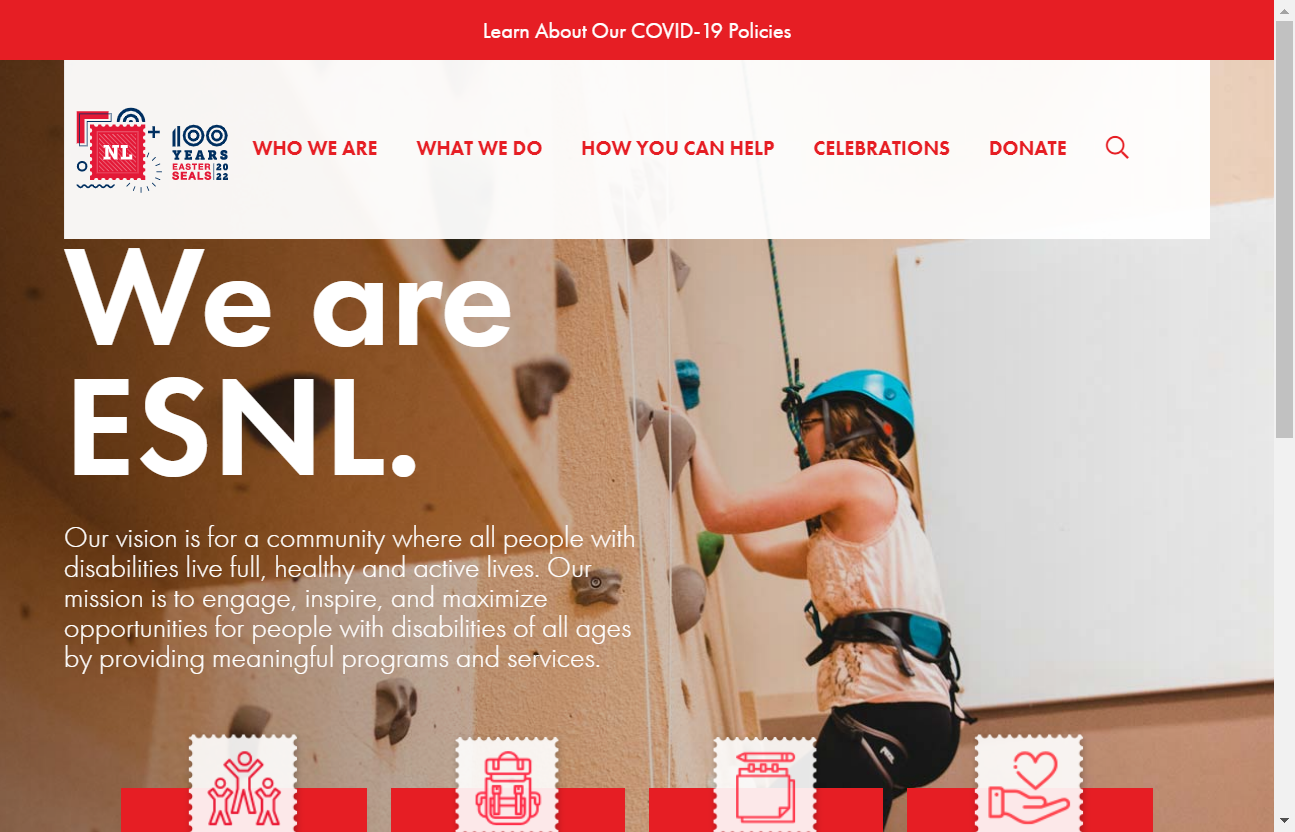 Learn About Our COVID-19 Policies
NL
100
YEARS
EASTER 20
SEALS 22
WHO WE ARE
WHAT WE DO
HOW YOU CAN HELP
CELEBRATIONS
DONATE
We are
ESNL.
Our vision is for a community where all people with
disabilities live full, healthy and active lives. Our
mission is to engage, inspire, and maximize
opportunities for people with disabilities of all ages
by providing meaningful programs and services.
PETZL